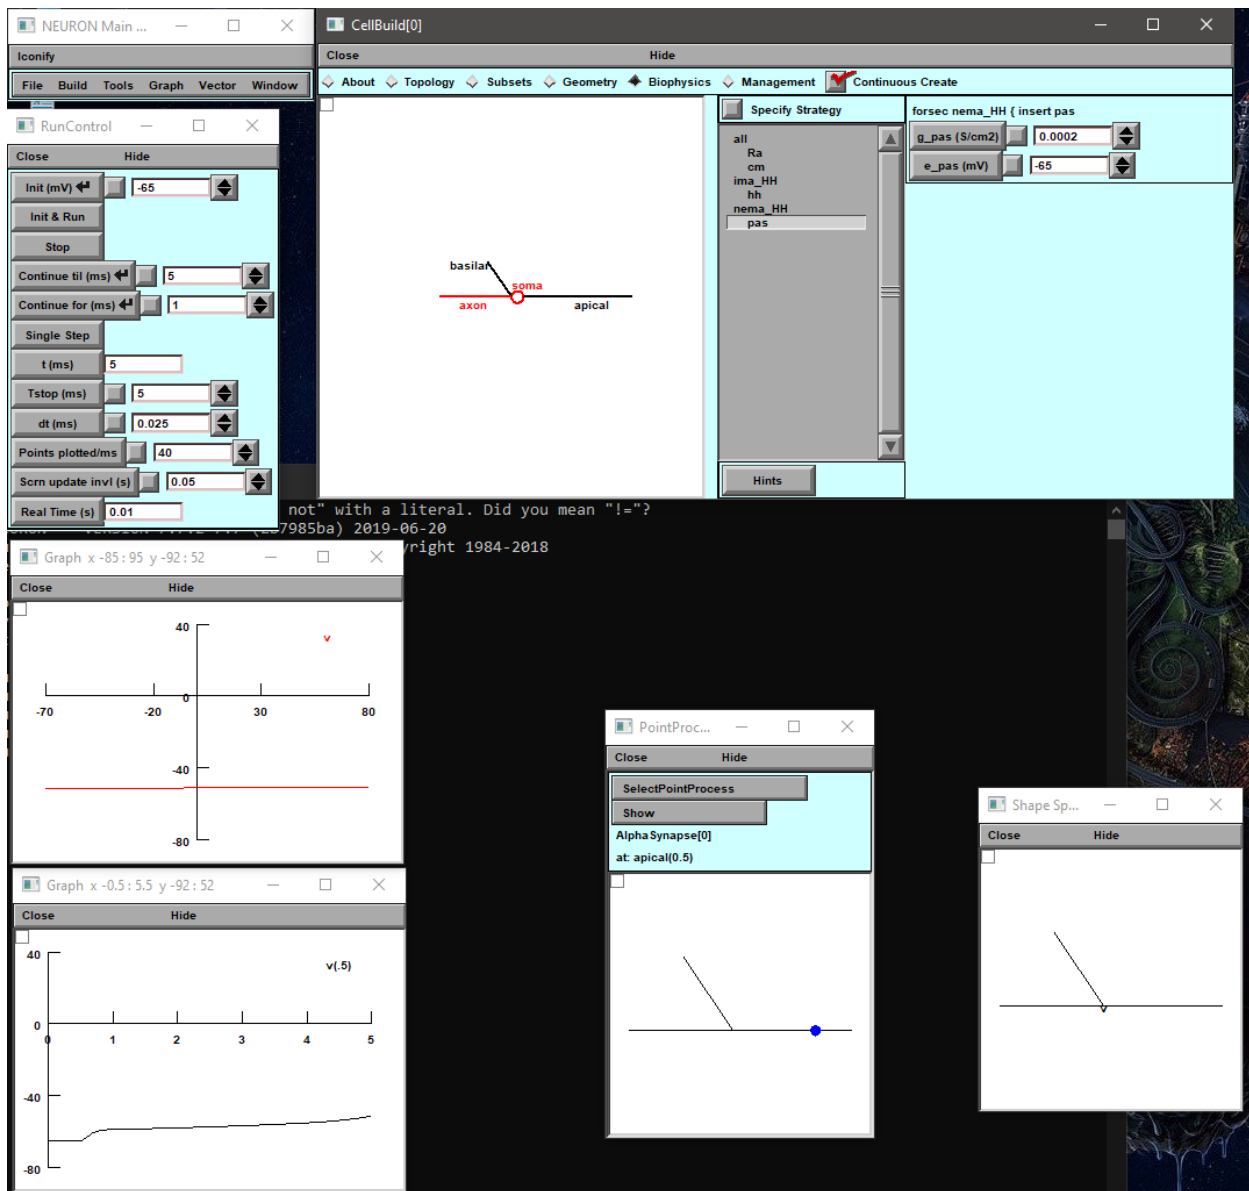 NEURON Main ...
Iconify
File Build Tools Graph Vector Window
RunControl
Close Hide
Init (mV) -65
Init & Run
Stop
Continue til (ms) 5
Continue for (ms) 1
Single Step
t (ms) 5
Tstop (ms) 5
dt (ms) 0.025
Points plotted/ms 40
Scrn update invl (s) 0.05
Real Time (s) 0.01
CellBuild[0]
Close Hide
About Topology Subsets Geometry Biophysics Management Continuous Create
basilar
soma
axon apical
Specify Strategy
all
Ra
cm
ima_HH
hh
nema_HH
pas
Hints
forsec nema_HH { insert pas
g_pas (S/cm2) 0.0002
e_pas (mV) -65
not" with a literal. Did you mean "!="?
7985ba) 2019-06-20
yright 1984-2018
Graph x -85 : 95 y -92 : 52
Close Hide
40
v
0
-70 -20 30 80
-40
-80
Graph x -0.5 : 5.5 y -92 : 52
Close Hide
40
v(.5)
0
0 1 2 3 4 5
-40
-80
PointProc...
Close Hide
SelectPointProcess
Show
AlphaSynapse[0]
at: apical(0.5)
Shape Sp...
Close Hide
v